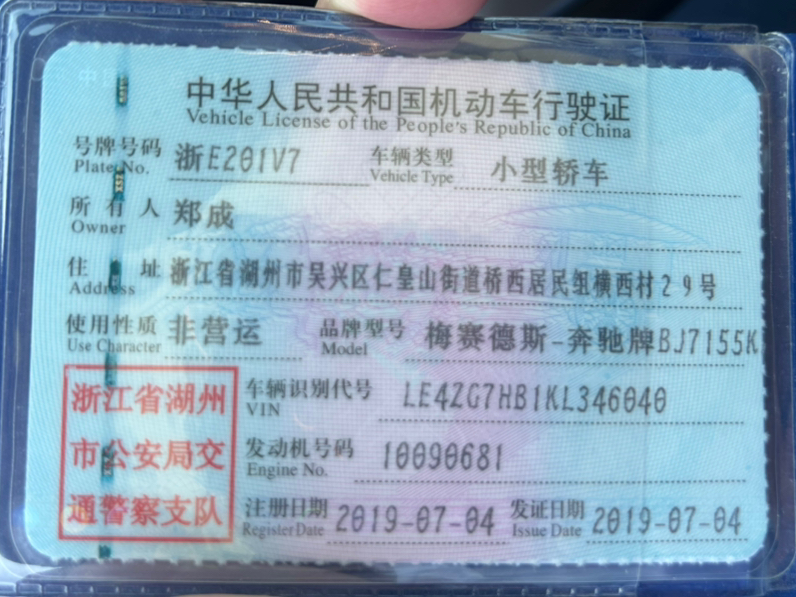 中华人民共和国机动车行驶证
Vehicle License of the People's Republic of China
号牌号码 浙E201V7 车辆类型 小型轿车
Plate No. Vehicle Type
所有人 郑成
Owner
住址 浙江省湖州市吴兴区仁皇山街道桥西居民组横西村29号
Address
使用性质 非营运 品牌型号 梅赛德斯-奔驰牌BJ7155K
Use Character Model
浙江省湖州
市公安局交
通警察支队
车辆识别代号 LE4ZG7HB1KL346040
VIN
发动机号码 10090681
Engine No.
注册日期 2019-07-04 发证日期 2019-07-04
Register Date Issue Date